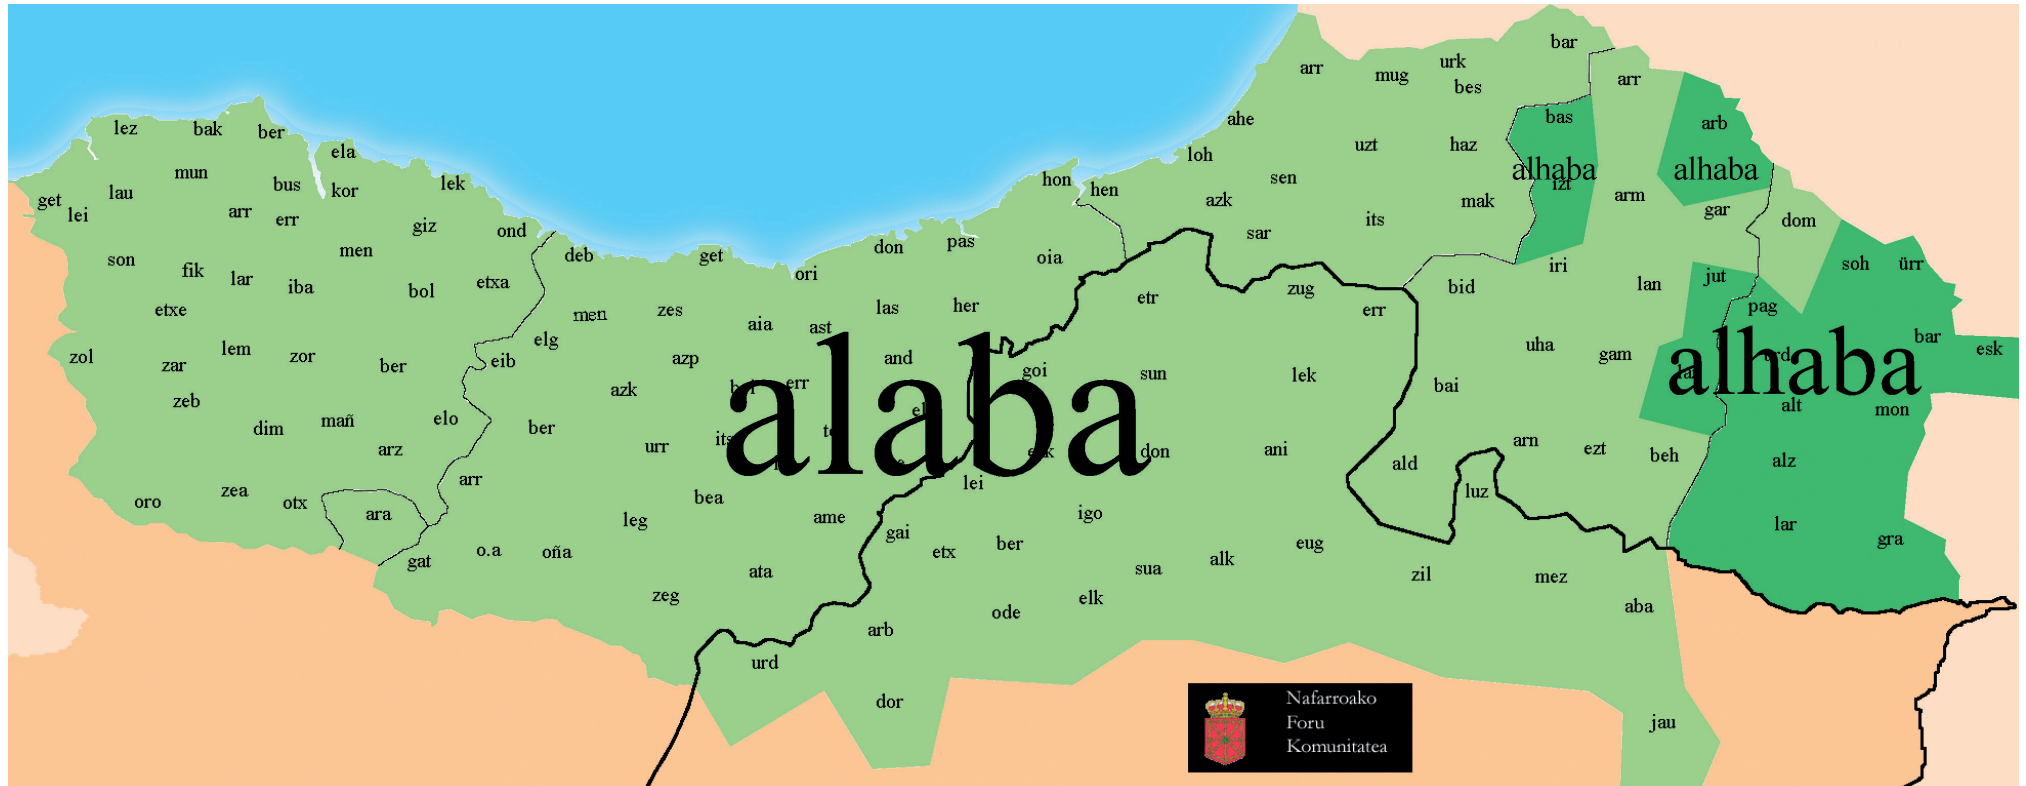 bar
urk
arr
mug
bes
arr
ahe
bas
arb
lez
bak
ber
ela
uzt
haz
loh
mun
alhaba
alhaba
bus
kor
lek
hon
hen
sen
izt
lau
arm
get
lei
arr
err
azk
mak
gar
giz
ond
its
dom
men
sar
son
fik
lar
iba
deb
get
ori
don
pas
oia
iri
jut
soh
ürr
etxe
bol
etxa
men
zes
las
her
etr
zug
err
bid
lan
pag
aia
ast
zol
zar
lem
zor
ber
eib
elg
azp
and
goi
uha
gam
bar
esk
alaba
alhaba
azk
err
sun
lek
bai
zeb
dim
mañ
elo
ber
alt
mon
arz
urr
its
don
ani
ald
arn
ezt
beh
alz
oro
zea
otx
arr
ara
bea
lei
luz
leg
ame
gai
igo
lar
gra
gat
o.a
oña
etx
ber
eug
ata
sua
alk
zil
mez
zeg
ode
elk
aba
arb
urd
dor
jau
Nafarroako
Foru
Komunitatea